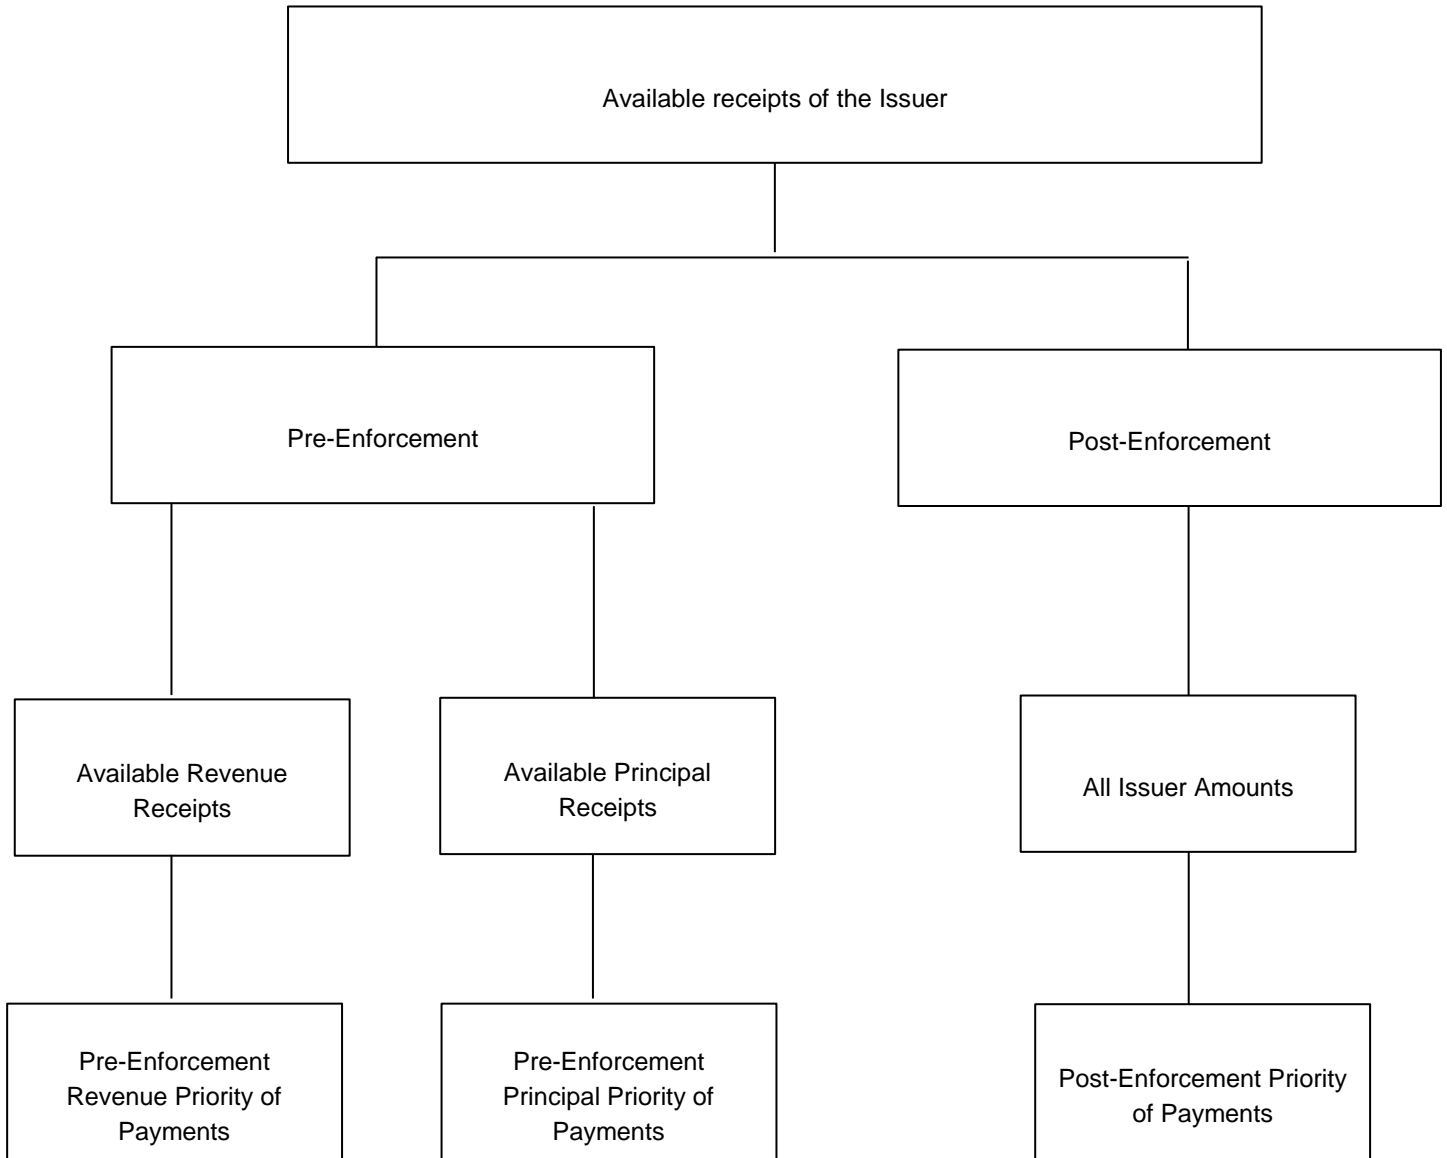 Available receipts of the Issuer
Pre-Enforcement
Post-Enforcement
Available Revenue
Receipts
Available Principal
Receipts
All Issuer Amounts
Pre-Enforcement
Revenue Priority of
Payments
Pre-Enforcement
Principal Priority of
Payments
Post-Enforcement Priority
of Payments